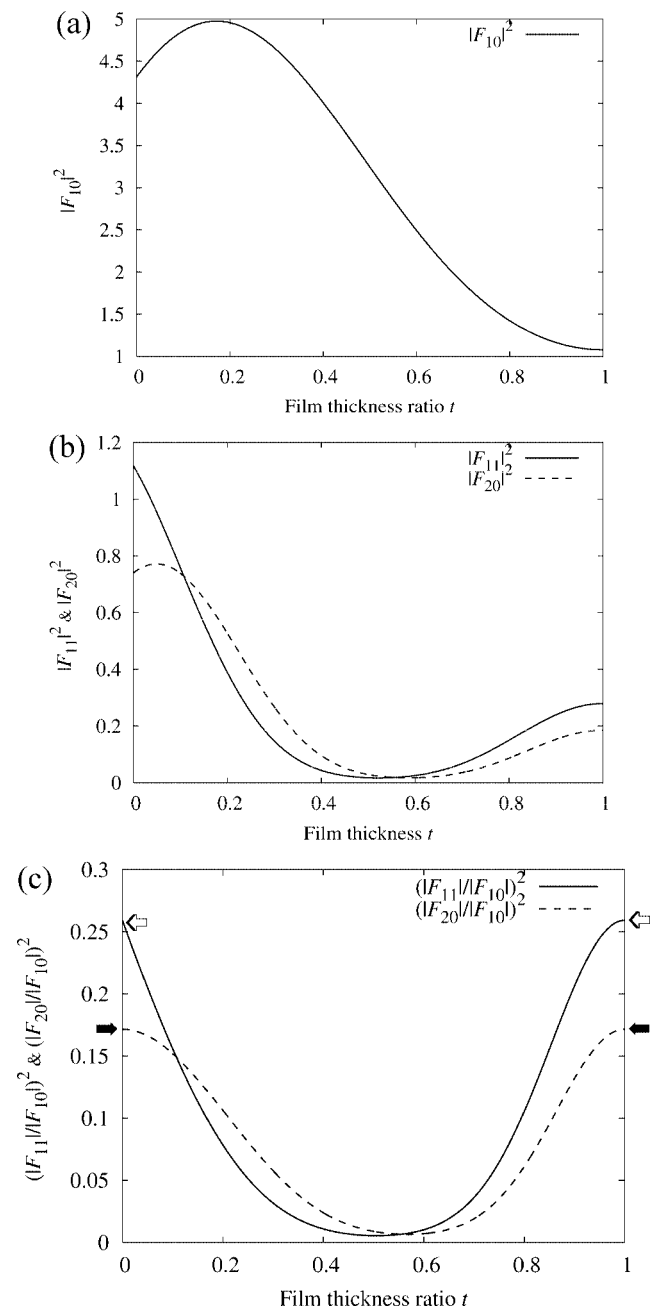 (a)
|F10|²
5
4.5
4
3.5
3
2.5
2
1.5
1
|F10|²
0 0.2 0.4 0.6 0.8 1
Film thickness ratio t
(b)
|F11|²
|F20|²
1.2
1
0.8
0.6
0.4
0.2
0
|F11|² & |F20|²
0 0.2 0.4 0.6 0.8 1
Film thickness t
(c)
(|F11|/|F10|)²
(|F20|/|F10|)²
0.3
0.25
0.2
0.15
0.1
0.05
0
(|F11|/|F10|)² & (|F20|/|F10|)²
0 0.2 0.4 0.6 0.8 1
Film thickness ratio t